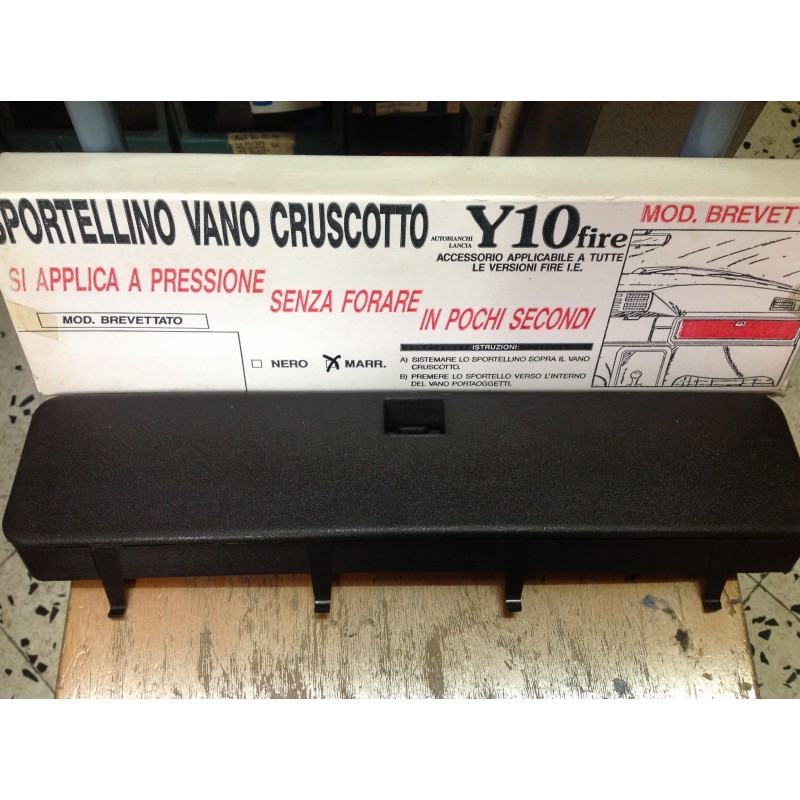 SPORTELLINO VANO CRUSCOTTO
AUTOBIANCHI
LANCIA
Y10 fire
MOD. BREVETT
ACCESSORIO APPLICABILE A TUTTE
LE VERSIONI FIRE I.E.
SI APPLICA A PRESSIONE
SENZA FORARE
IN POCHI SECONDI
MOD. BREVETTATO
NERO
MARR.
ISTRUZIONI:
A) SISTEMARE LO SPORTELLINO SOPRA IL VANO
CRUSCOTTO.
B) PREMERE LO SPORTELLO VERSO L'INTERNO
DEL VANO PORTAOGGETTI.